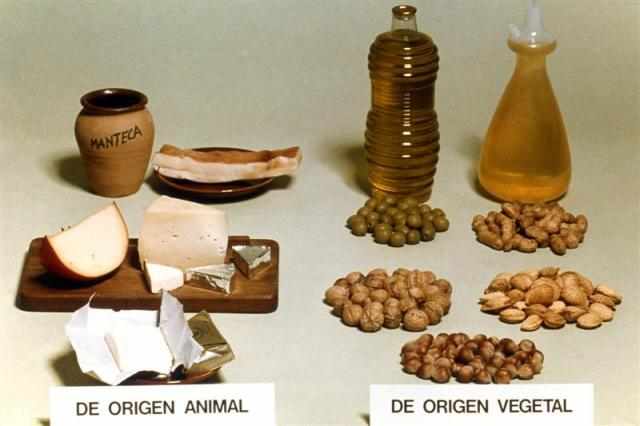 MANTECA
DE ORIGEN ANIMAL
DE ORIGEN VEGETAL